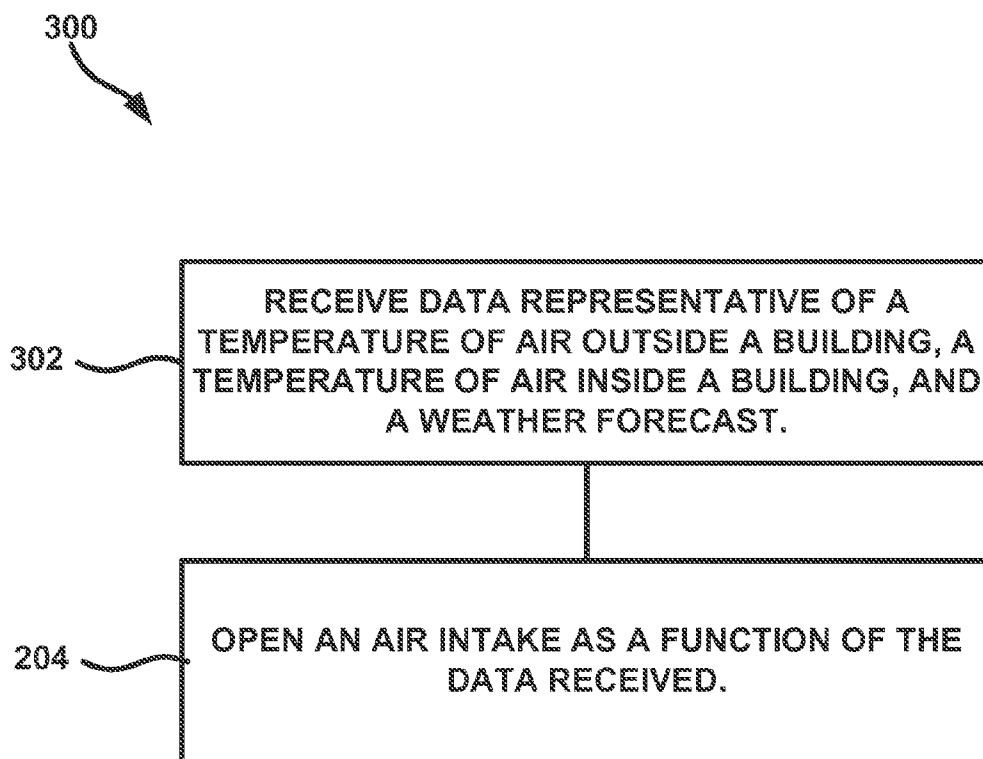 300
RECEIVE DATA REPRESENTATIVE OF A
TEMPERATURE OF AIR OUTSIDE A BUILDING, A
302
TEMPERATURE OF AIR INSIDE A BUILDING, AND
A WEATHER FORECAST.
204
OPEN AN AIR INTAKE AS A FUNCTION OF THE
DATA RECEIVED.